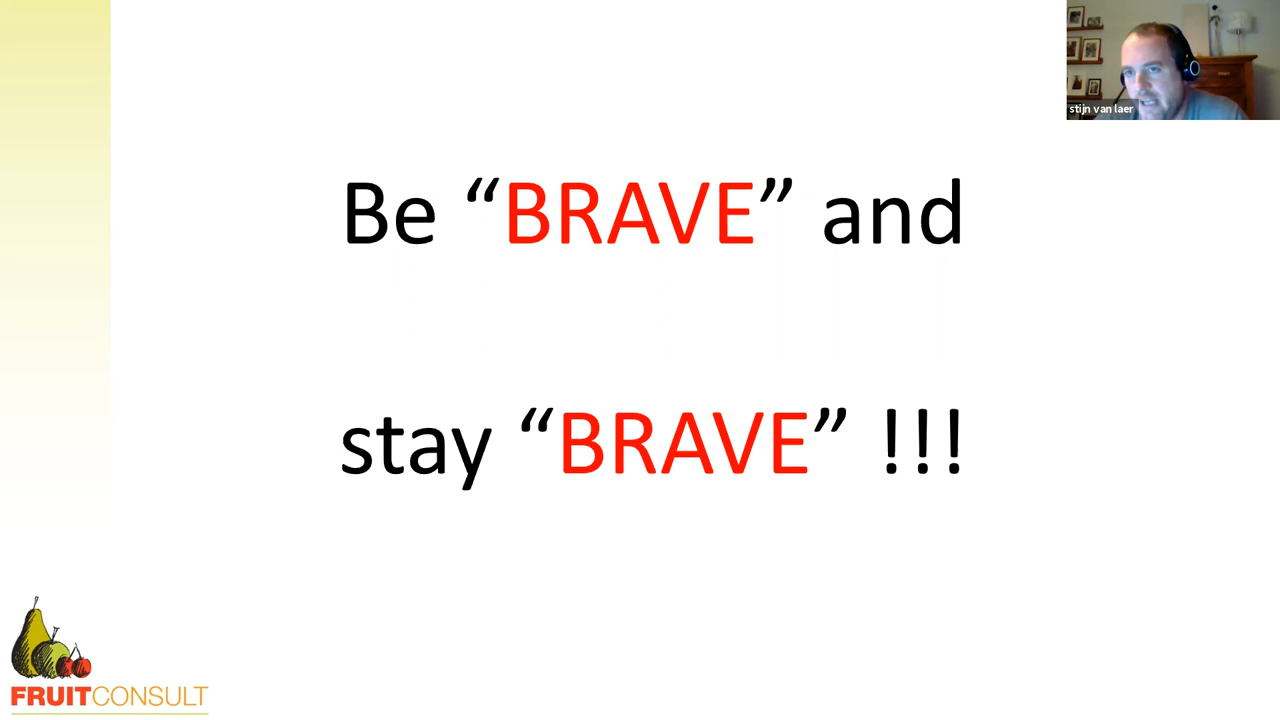 stijn van laer
Be “BRAVE” and
stay “BRAVE” !!!
FRUITCONSULT